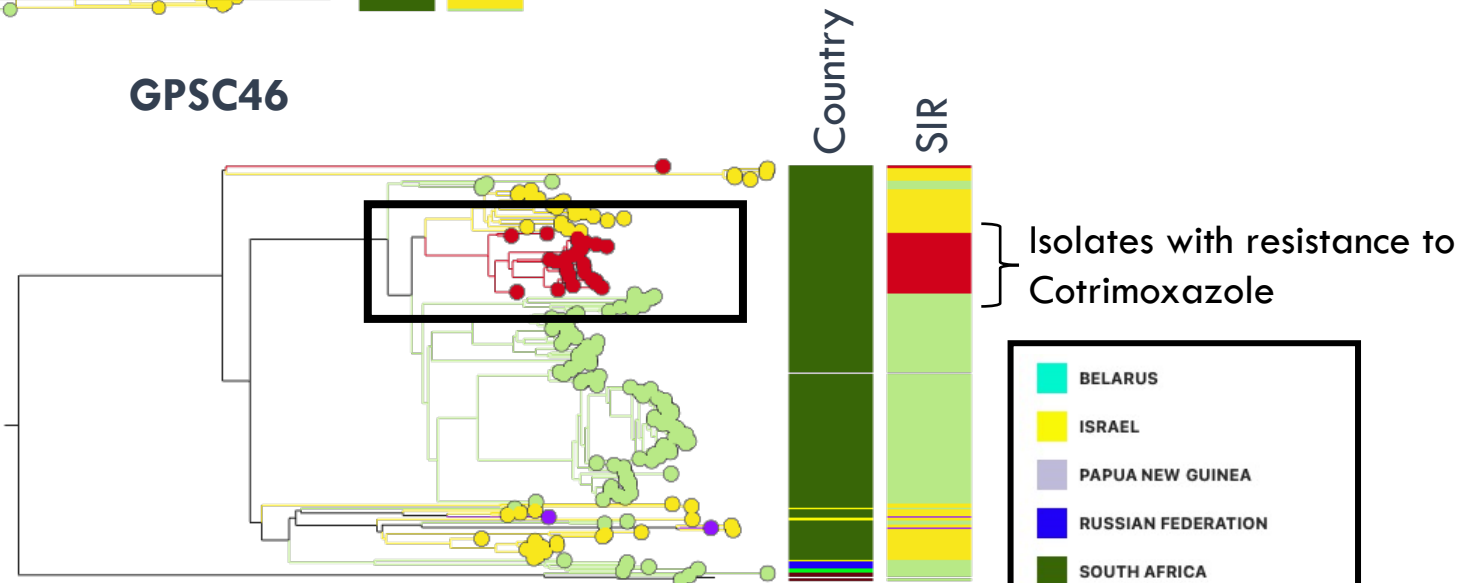 GPSC46
Country
SIR
Isolates with resistance to
Cotrimoxazole
BELARUS
ISRAEL
PAPUA NEW GUINEA
RUSSIAN FEDERATION
SOUTH AFRICA